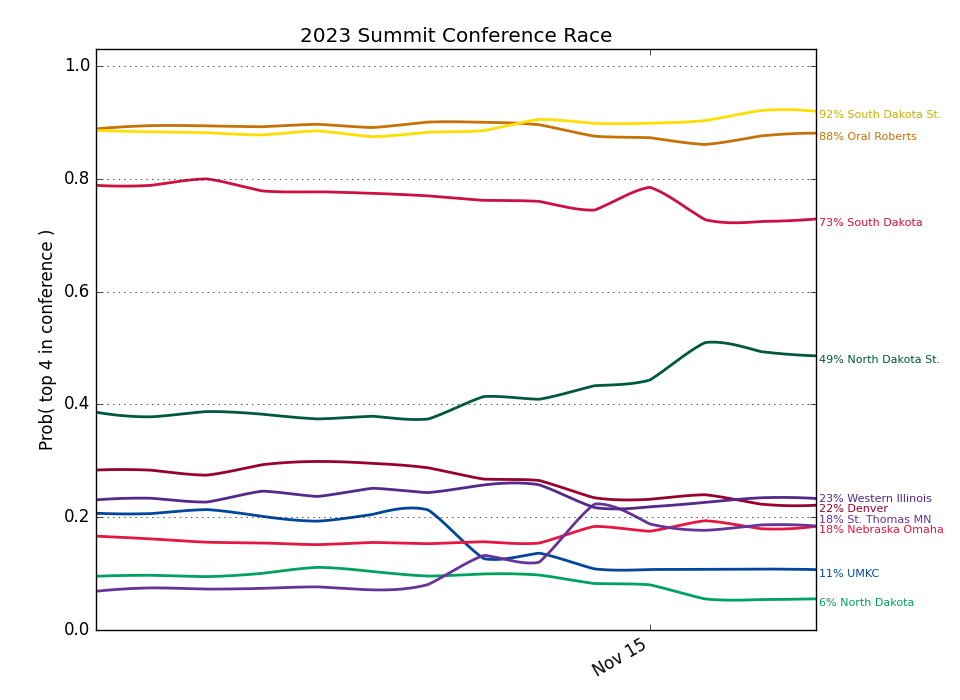 2023 Summit Conference Race
Prob( top 4 in conference )
1.0
0.8
0.6
0.4
0.2
0.0
Nov 15
92% South Dakota St.
88% Oral Roberts
73% South Dakota
49% North Dakota St.
23% Western Illinois
22% Denver
18% St. Thomas MN
18% Nebraska Omaha
11% UMKC
6% North Dakota